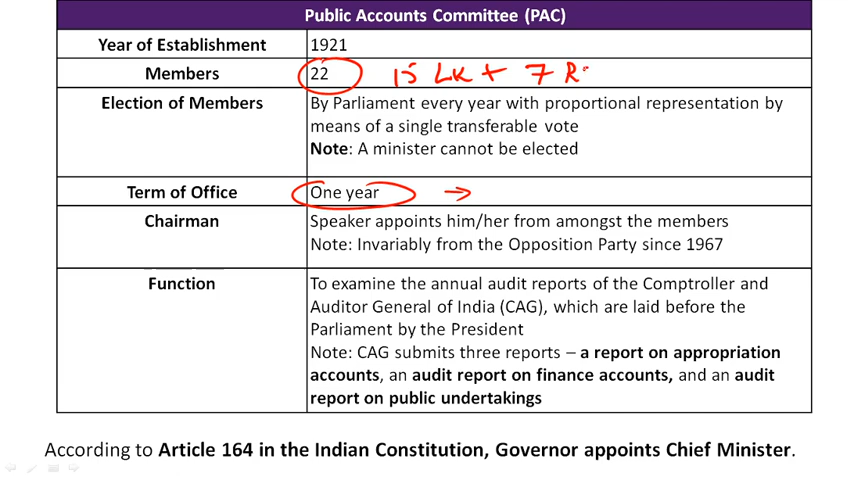 Public Accounts Committee (PAC)
Year of Establishment 1921
Members 22 15 LK + 7 R
Election of Members By Parliament every year with proportional representation by
means of a single transferable vote
Note: A minister cannot be elected
Term of Office One year →
Chairman Speaker appoints him/her from amongst the members
Note: Invariably from the Opposition Party since 1967
Function To examine the annual audit reports of the Comptroller and
Auditor General of India (CAG), which are laid before the
Parliament by the President
Note: CAG submits three reports – a report on appropriation
accounts, an audit report on finance accounts, and an audit
report on public undertakings
According to Article 164 in the Indian Constitution, Governor appoints Chief Minister.